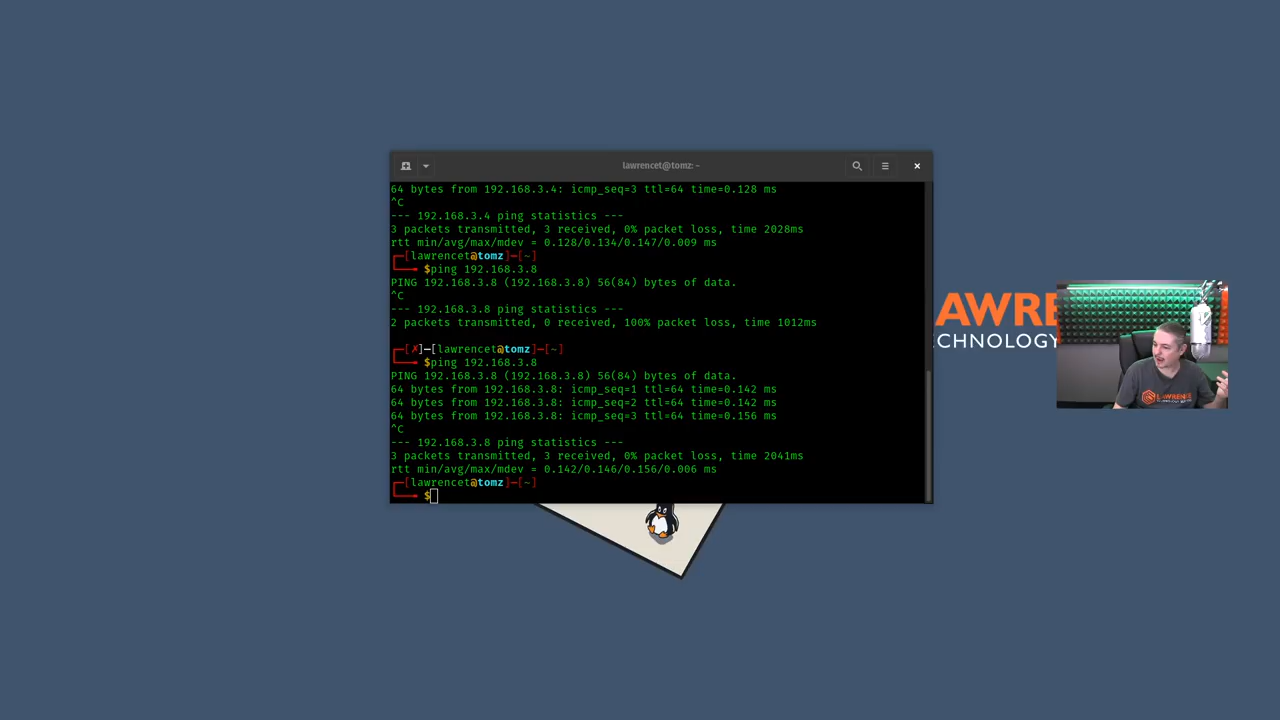 lawrencet@tomz: ~
64 bytes from 192.168.3.4: icmp_seq=3 ttl=64 time=0.128 ms
^C
--- 192.168.3.4 ping statistics ---
3 packets transmitted, 3 received, 0% packet loss, time 2028ms
rtt min/avg/max/mdev = 0.128/0.134/0.147/0.009 ms
┌─[lawrencet@tomz]─[~]
└──╼ $ping 192.168.3.8
PING 192.168.3.8 (192.168.3.8) 56(84) bytes of data.
^C
--- 192.168.3.8 ping statistics ---
2 packets transmitted, 0 received, 100% packet loss, time 1012ms
┌─[✗]─[lawrencet@tomz]─[~]
└──╼ $ping 192.168.3.8
PING 192.168.3.8 (192.168.3.8) 56(84) bytes of data.
64 bytes from 192.168.3.8: icmp_seq=1 ttl=64 time=0.142 ms
64 bytes from 192.168.3.8: icmp_seq=2 ttl=64 time=0.142 ms
64 bytes from 192.168.3.8: icmp_seq=3 ttl=64 time=0.156 ms
^C
--- 192.168.3.8 ping statistics ---
3 packets transmitted, 3 received, 0% packet loss, time 2041ms
rtt min/avg/max/mdev = 0.142/0.146/0.156/0.006 ms
┌─[lawrencet@tomz]─[~]
└──╼ $
AWRE
ECHNOLOGY
LAWRENCE